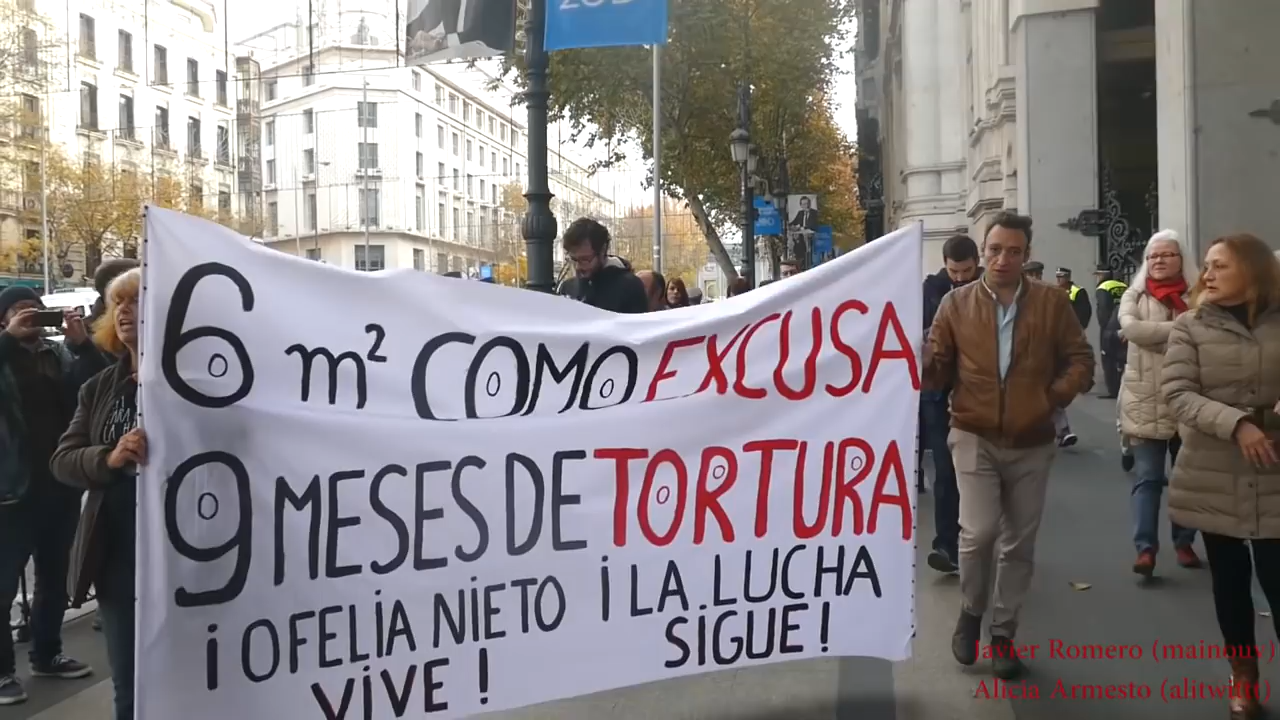 6 m² COMO EXCUSA
9 MESES DE TORTURA
¡OFELIA NIETO VIVE!
¡LA LUCHA SIGUE!
Javier Romero (mainouv)
Alicia Armesto (alitwitt)